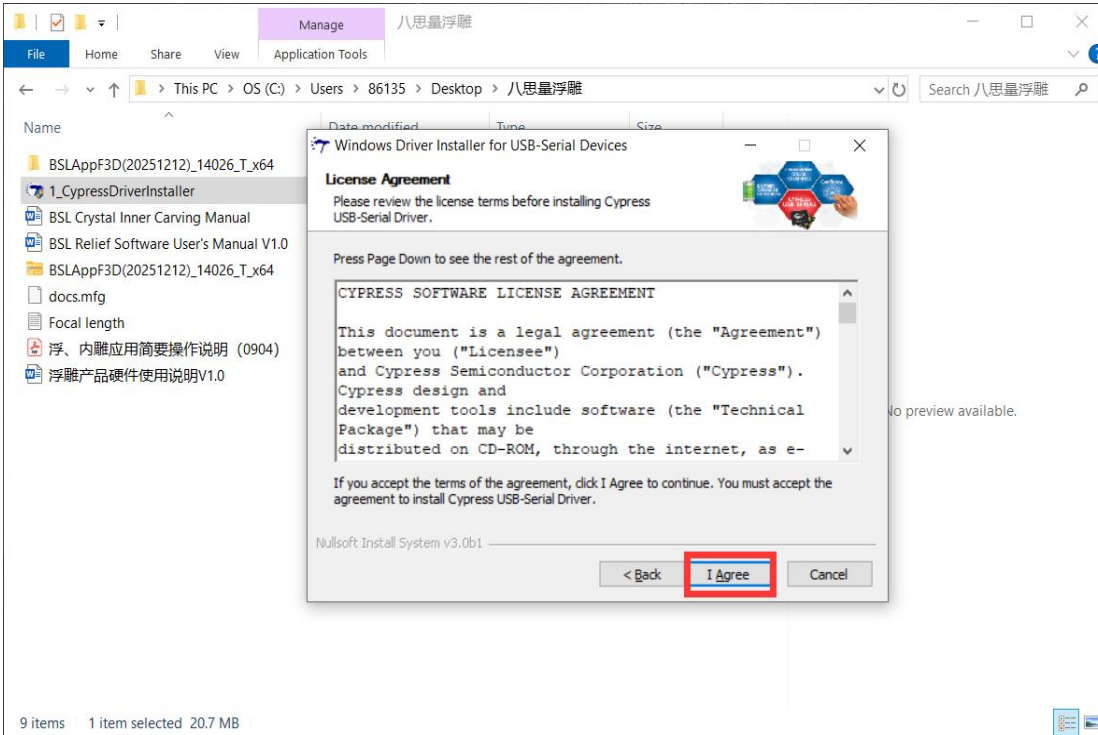 Manage
八思量浮雕
File
Home
Share
View
Application Tools
This PC > OS (C:) > Users > 86135 > Desktop > 八思量浮雕
Search 八思量浮雕
Name
Date modified
Type
Size
BSLAppF3D(20251212)_14026_T_x64
1_CypressDriverInstaller
BSL Crystal Inner Carving Manual
BSL Relief Software User's Manual V1.0
BSLAppF3D(20251212)_14026_T_x64
docs.mfg
Focal length
浮、内雕应用简要操作说明（0904）
浮雕产品硬件使用说明V1.0
Windows Driver Installer for USB-Serial Devices
License Agreement
Please review the license terms before installing Cypress
USB-Serial Driver.
Press Page Down to see the rest of the agreement.
CYPRESS SOFTWARE LICENSE AGREEMENT
This document is a legal agreement (the "Agreement")
between you ("Licensee")
and Cypress Semiconductor Corporation ("Cypress").
Cypress design and
development tools include software (the "Technical
Package") that may be
distributed on CD-ROM, through the internet, as e-
If you accept the terms of the agreement, click I Agree to continue. You must accept the
agreement to install Cypress USB-Serial Driver.
Nullsoft Install System v3.0b1
< Back
I Agree
Cancel
No preview available.
9 items
1 item selected 20.7 MB